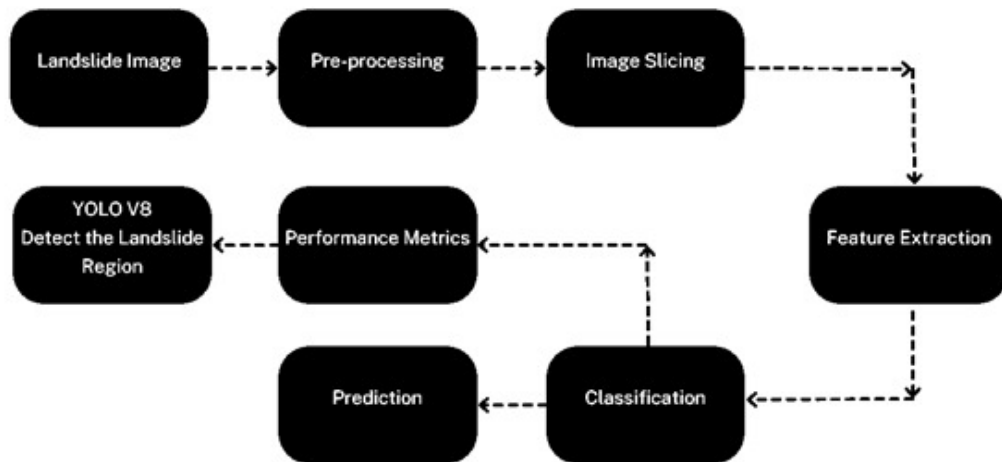 Landslide Image
Pre-processing
Image Slicing
YOLO V8
Detect the Landslide
Region
Performance Metrics
Feature Extraction
Prediction
Classification